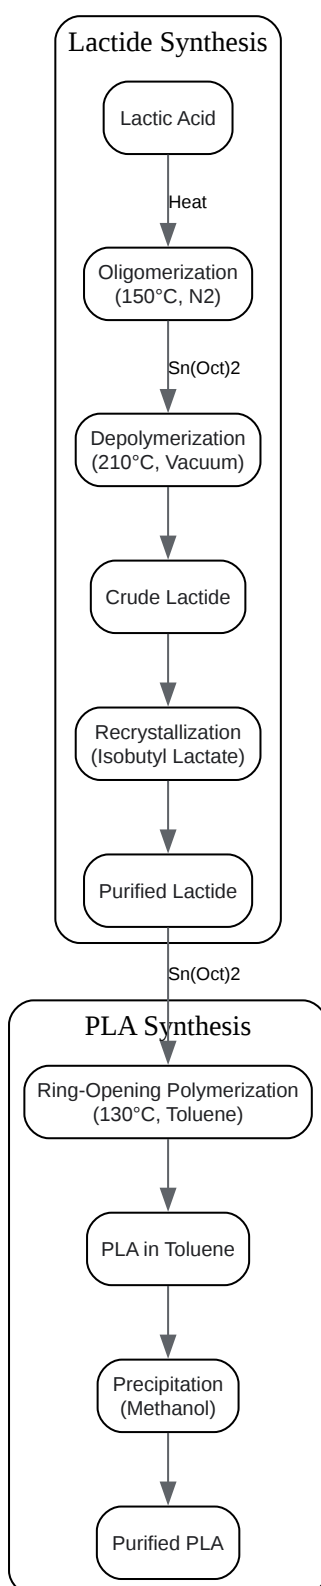 Lactide Synthesis
Lactic Acid
Heat
Oligomerization
(150°C, N2)
Sn(Oct)2
Depolymerization
(210°C, Vacuum)
Crude Lactide
Recrystallization
(Isobutyl Lactate)
Purified Lactide
Sn(Oct)2
PLA Synthesis
Ring-Opening Polymerization
(130°C, Toluene)
PLA in Toluene
Precipitation
(Methanol)
Purified PLA